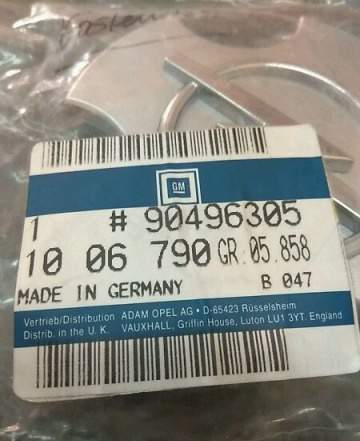 GM
1 # 90496305
10 06 790 GR.05.858
MADE IN GERMANY B 047
Vertrieb/Distribution ADAM OPEL AG • D-65423 Rüsselsheim
Distrib. in the U. K. VAUXHALL, Griffin House, Luton LU1 3YT. England